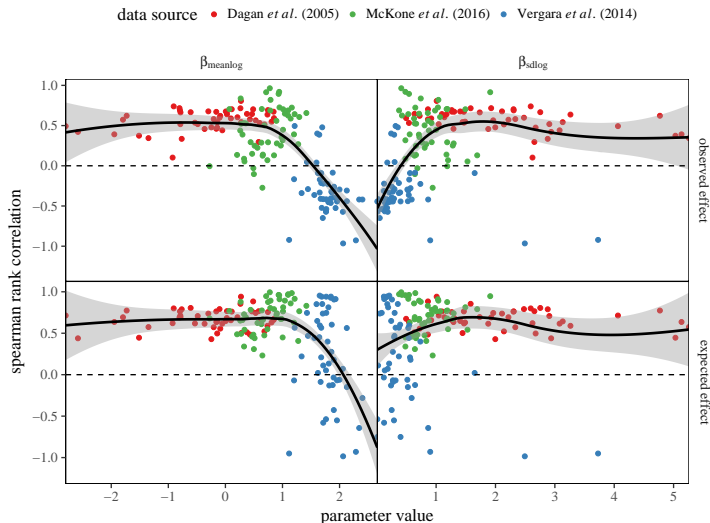 data source Dagan et al. (2005) McKone et al. (2016) Vergara et al. (2014)
βmeanlog βsdlog
spearman rank correlation
1.0
0.5
0.0
−0.5
−1.0
observed effect
1.0
0.5
0.0
−0.5
−1.0
expected effect
−2 −1 0 1 2 1 2 3 4 5
parameter value